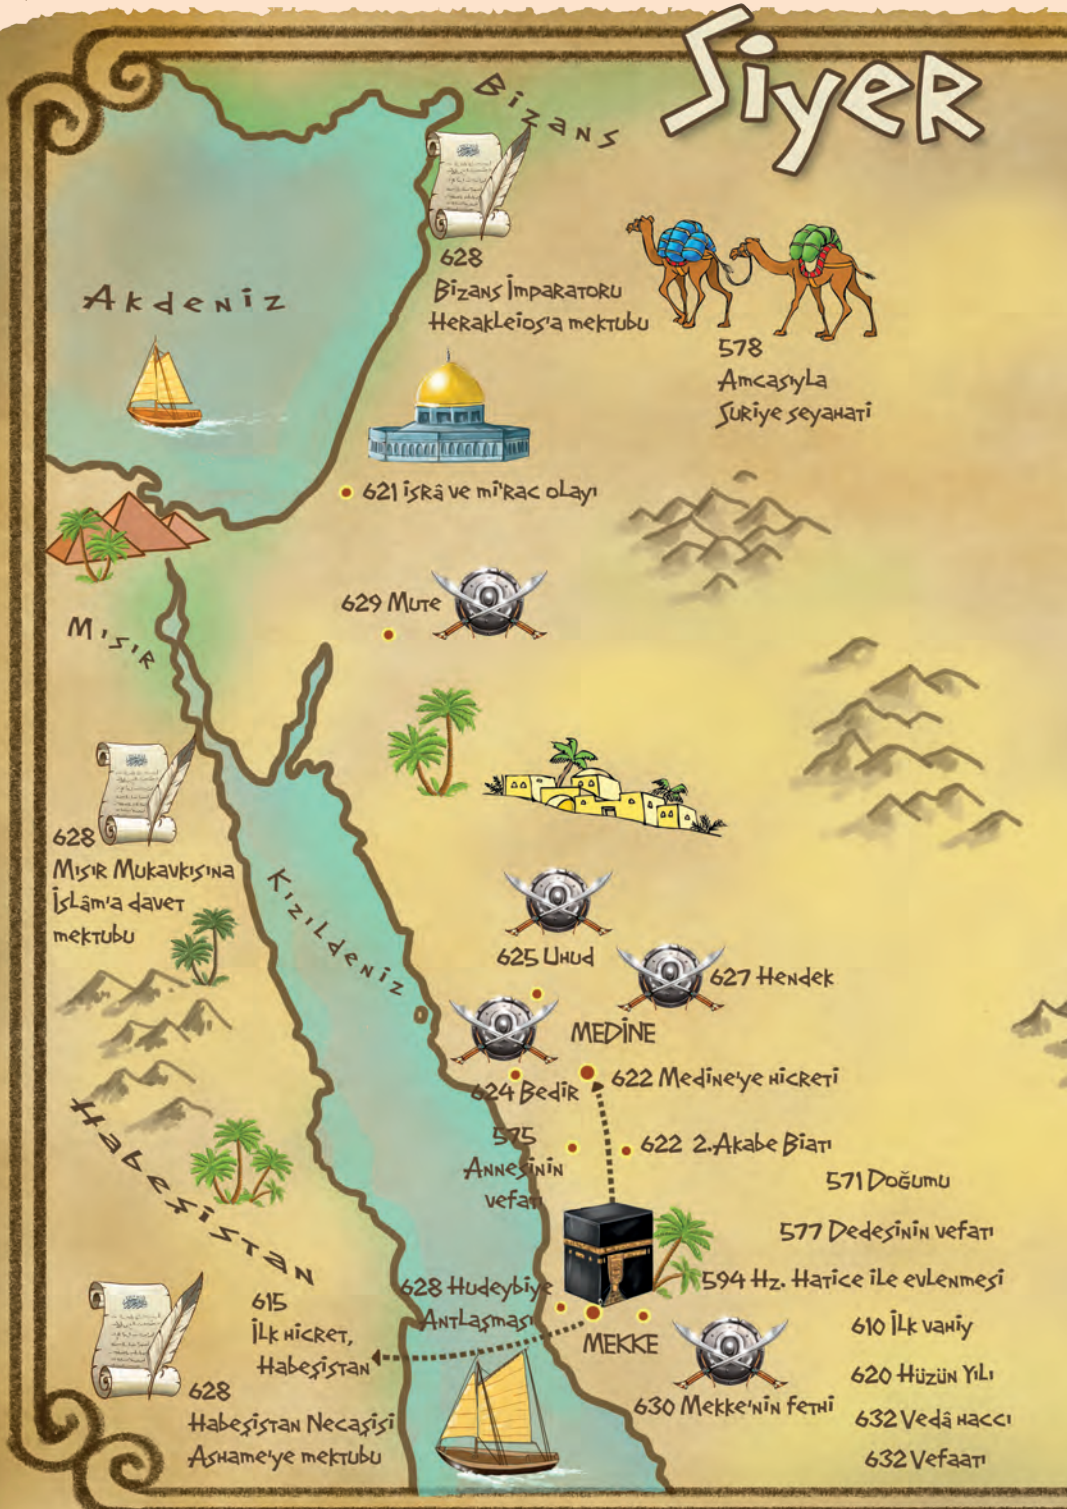 Siyer
Bizans
628
Bizans İmparatoru
Herakleios'a mektubu
Akdeniz
578
Amcasıyla
Suriye seyahati
621 isrâ ve mi'rac olayı
629 Mute
Mısır
628
Mısır Mukavkısına
İslâm'a davet
mektubu
Kızıldeniz
625 Uhud
627 Hendek
MEDİNE
624 Bedir
622 Medine'ye hicreti
575
Annesinin
vefatı
622 2.Akabe Biatı
571 Doğumu
577 Dedesinin vefatı
594 Hz. Hatice ile evlenmesi
Habeşistan
628 Hudeybiye
Antlaşması
615
İlk hicret,
Habeşistan
MEKKE
610 İlk vahiy
620 Hüzün Yılı
630 Mekke'nin fethi
632 Vedâ haccı
632 Vefaatı
628
Habeşistan Necaşisi
Ashame'ye mektubu